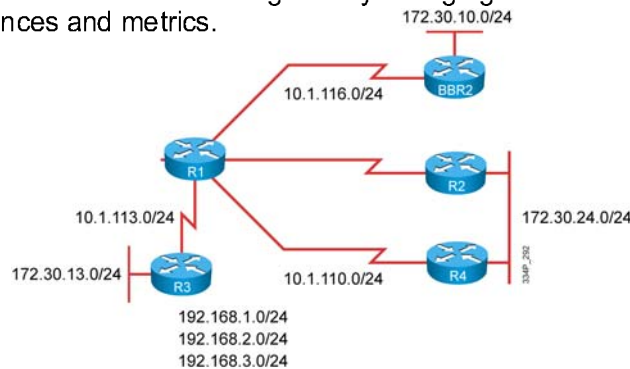 nces and metrics.
172.30.10.0/24
BBR2
10.1.116.0/24
R1
R2
10.1.113.0/24
172.30.24.0/24
172.30.13.0/24
R3
10.1.110.0/24
R4
334P_292
192.168.1.0/24
192.168.2.0/24
192.168.3.0/24